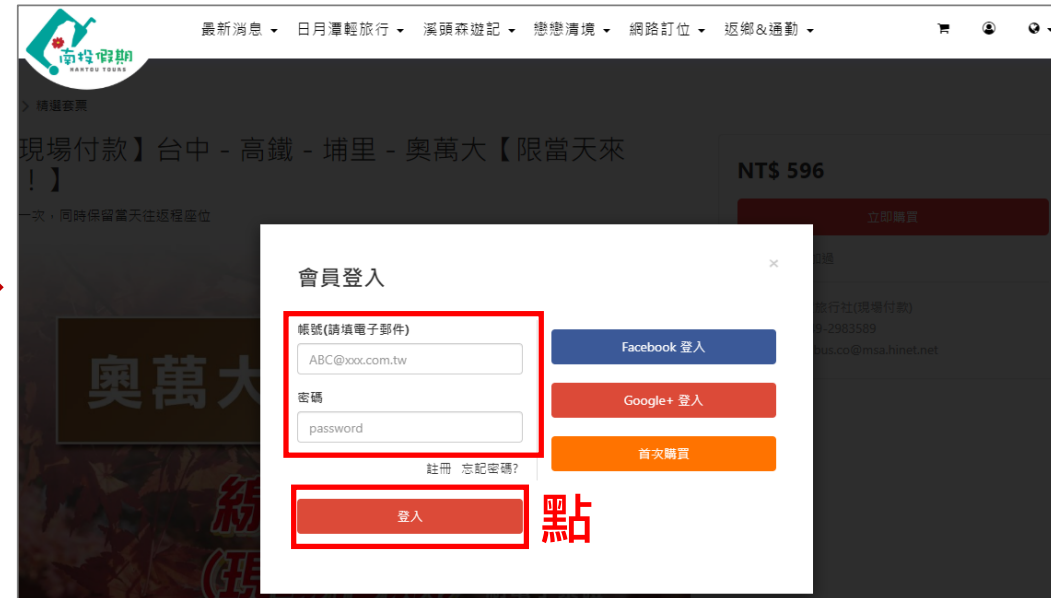 最新消息 日月潭輕旅行 溪頭森遊記 戀戀清境 網路訂位 返鄉&通勤
南投假期
NANTOU TOURS
精選套票
現場付款】台中 - 高鐵 - 埔里 - 奧萬大【限當天來
！】
一次，同時保留當天往返程座位
NT$ 596
立即購買
旅行社(現場付款)
9-2983589
bus.co@msa.hinet.net
奧萬大
會員登入
×
帳號(請填電子郵件)
ABC@xxx.com.tw
密碼
password
註冊 忘記密碼?
登入
點
Facebook 登入
Google+ 登入
首次購買